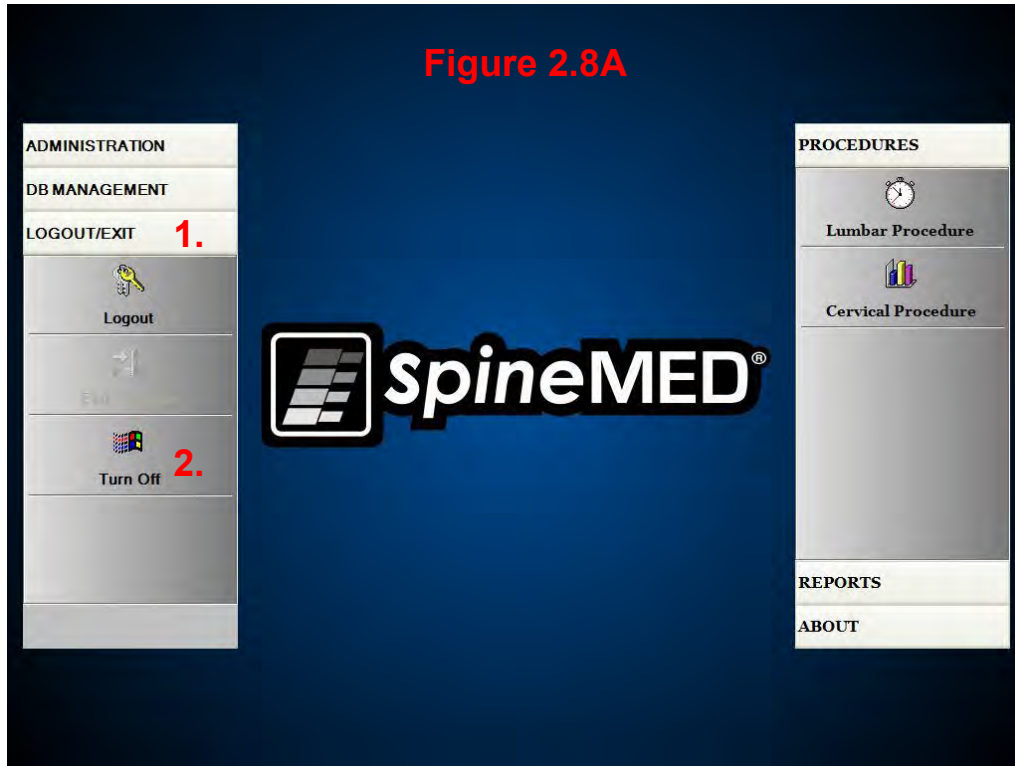 Figure 2.8A
ADMINISTRATION
DB MANAGEMENT
LOGOUT/EXIT 1.
Logout
Exit
Turn Off 2.
SpineMED®
PROCEDURES
Lumbar Procedure
Cervical Procedure
REPORTS
ABOUT